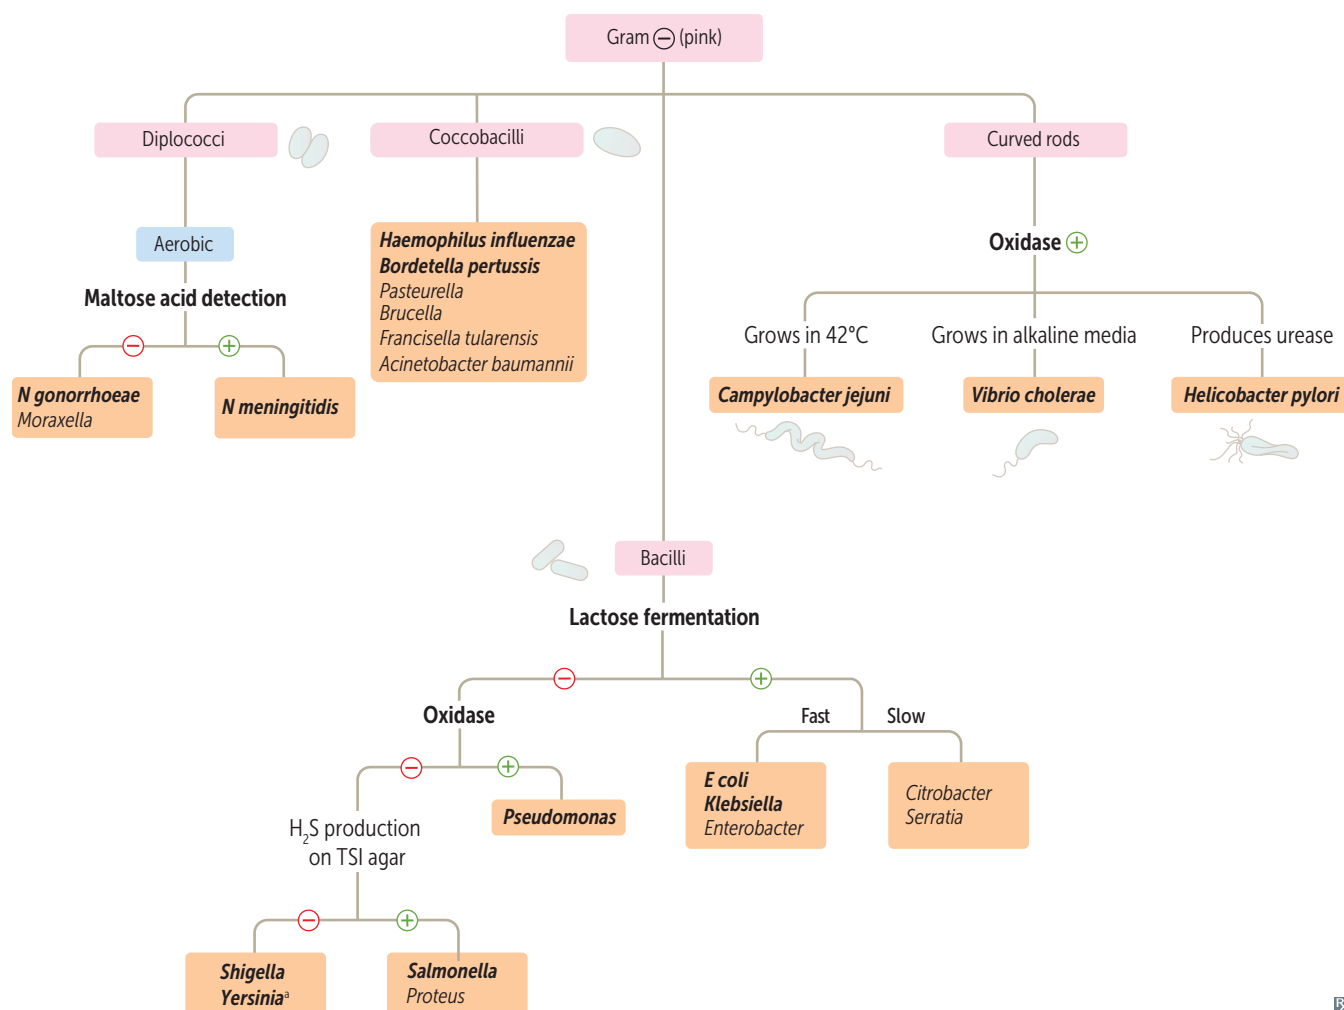 Gram ⊖ (pink)
Diplococci
Coccobacilli
Curved rods
Aerobic
Maltose acid detection
−
+
N gonorrhoeae
Moraxella
N meningitidis
Haemophilus influenzae
Bordetella pertussis
Pasteurella
Brucella
Francisella tularensis
Acinetobacter baumannii
Oxidase ⊕
Grows in 42°C
Grows in alkaline media
Produces urease
Campylobacter jejuni
Vibrio cholerae
Helicobacter pylori
Bacilli
Lactose fermentation
−
+
Oxidase
Fast
Slow
−
+
Pseudomonas
E coli
Klebsiella
Enterobacter
Citrobacter
Serratia
H₂S production
on TSI agar
−
+
Shigella
Yersiniaᵃ
Salmonella
Proteus